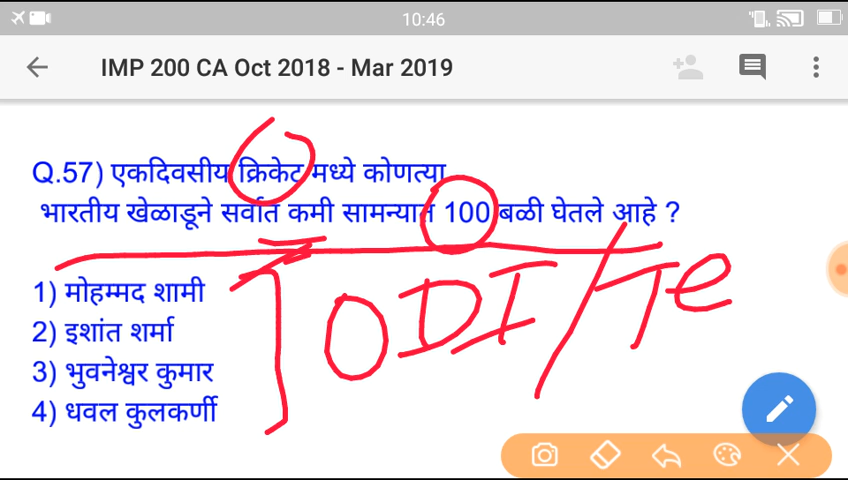 10:46
IMP 200 CA Oct 2018 - Mar 2019
Q.57) एकदिवसीय क्रिकेट मध्ये कोणत्या
भारतीय खेळाडूने सर्वात कमी सामन्यात 100 बळी घेतले आहे ?
1) मोहम्मद शामी
2) इशांत शर्मा
3) भुवनेश्वर कुमार
4) धवल कुलकर्णी
ODI/Te